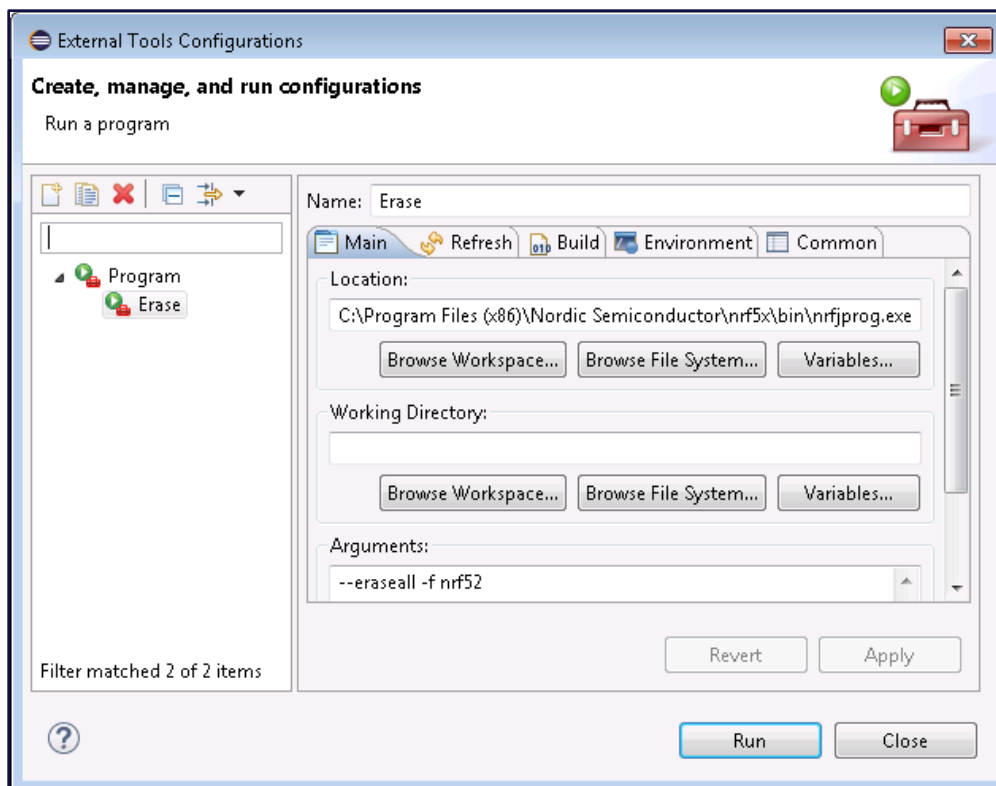 External Tools Configurations
Create, manage, and run configurations
Run a program
Name: Erase
Main Refresh Build Environment Common
Program
Erase
Location:
C:\Program Files (x86)\Nordic Semiconductor\nrf5x\bin\nrfjprog.exe
Browse Workspace... Browse File System... Variables...
Working Directory:
Browse Workspace... Browse File System... Variables...
Arguments:
--eraseall -f nrf52
Filter matched 2 of 2 items
Revert Apply
? Run Close